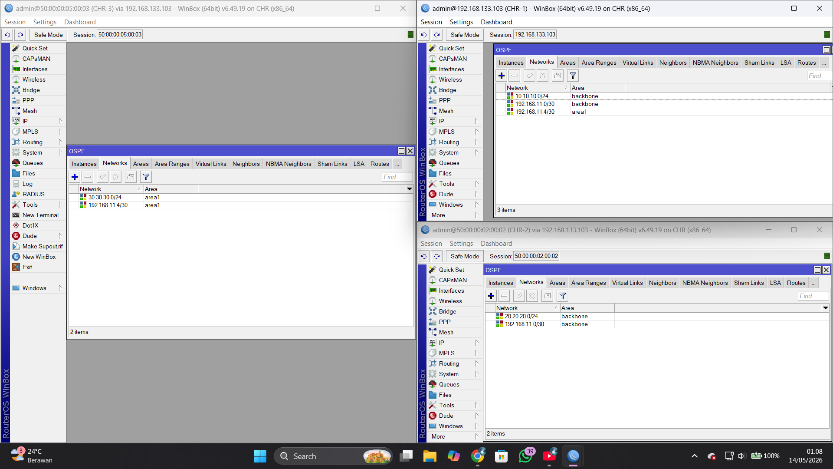 admin@50:00:00:05:00:03 (CHR-3) via 192.168.133.103 - WinBox (64bit) v6.49.19 on CHR (x86_64)
Session Settings Dashboard
Safe Mode Session: 50:00:00:05:00:03
Quick Set
CAPsMAN
Interfaces
Wireless
Bridge
PPP
Mesh
IP
MPLS
Routing
System
Queues
Files
Log
RADIUS
Tools
New Terminal
Dot1X
Dude
Make Supout.rif
New WinBox
Exit
Windows
RouterOS WinBox
OSPF
Instances Networks Areas Area Ranges Virtual Links Neighbors NBMA Neighbors Sham Links LSA Routes ...
Find
Network Area
30.30.30.0/24 area1
192.168.11.4/30 area1
2 items
admin@192.168.133.103 (CHR-1) - WinBox (64bit) v6.49.19 on CHR (x86_64)
Session Settings Dashboard
Safe Mode Session: 192.168.133.103
Quick Set
CAPsMAN
Interfaces
Wireless
Bridge
PPP
Mesh
IP
MPLS
Routing
System
Queues
Files
Tools
Dude
Windows
More
RouterOS WinBox
OSPF
Instances Networks Areas Area Ranges Virtual Links Neighbors NBMA Neighbors Sham Links LSA Routes ...
Find
Network Area
10.10.10.0/24 backbone
192.168.11.0/30 backbone
192.168.11.4/30 area1
3 items
admin@50:00:00:02:00:02 (CHR-2) via 192.168.133.103 - WinBox (64bit) v6.49.19 on CHR (x86_64)
Session Settings Dashboard
Safe Mode Session: 50:00:00:02:00:02
Quick Set
CAPsMAN
Interfaces
Wireless
Bridge
PPP
Mesh
IP
MPLS
Routing
System
Queues
Files
Tools
Dude
Windows
More
RouterOS WinBox
OSPF
Instances Networks Areas Area Ranges Virtual Links Neighbors NBMA Neighbors Sham Links LSA Routes ...
Find
Network Area
20.20.20.0/24 backbone
192.168.11.0/30 backbone
2 items
24°C
Berawan
Search
100%
01.08
14/05/2026